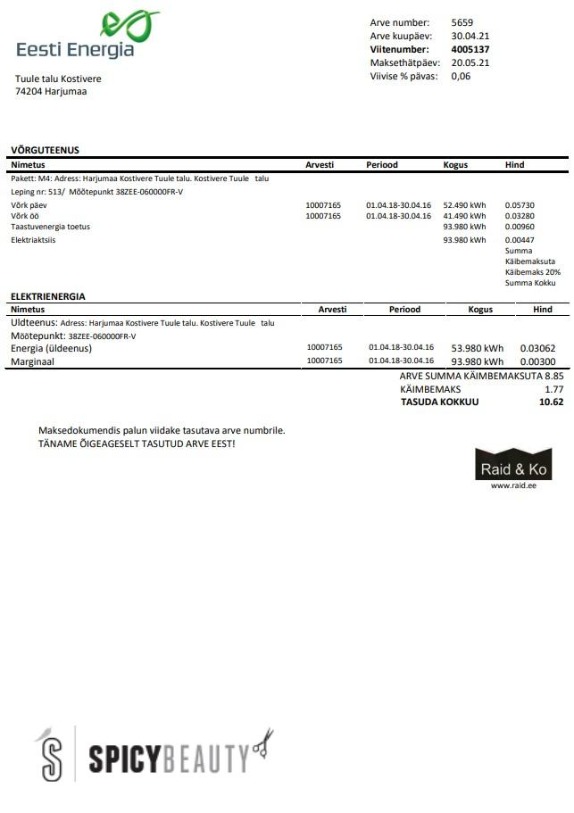 Eesti Energia
Tuule talu Kostivere
74204 Harjumaa
Arve number: 5659
Arve kuupäev: 30.04.21
Viitenumber: 4005137
Maksethätpäev: 20.05.21
Viivise % pävas: 0,06
VÕRGUTEENUS
Nimetus Arvesti Periood Kogus Hind
Pakett: M4: Adress: Harjumaa Kostivere Tuule talu. Kostivere Tuule talu
Leping nr: 513/ Mõõtepunkt 38ZEE-060000FR-V
Võrk päev 10007165 01.04.18-30.04.16 52.490 kWh 0.05730
Võrk öö 10007165 01.04.18-30.04.16 41.490 kWh 0.03280
Taastuvenergia toetus 93.980 kWh 0.00960
Elektriaktsiis 93.980 kWh 0.00447
Summa
Käibemaksuta
Käibemaks 20%
Summa Kokku
ELEKTRIENERGIA
Nimetus Arvesti Periood Kogus Hind
Uldteenus: Adress: Harjumaa Kostivere Tuule talu. Kostivere Tuule talu
Möötepunkt: 38ZEE-060000FR-V
Energia (üldeenus) 10007165 01.04.18-30.04.16 53.980 kWh 0.03062
Marginaal 10007165 01.04.18-30.04.16 93.980 kWh 0.00300
ARVE SUMMA KÄIMBEMAKSUTA 8.85
KÄIMBEMAKS 1.77
TASUDA KOKKUU 10.62
Maksedokumendis palun viidake tasutava arve numbrile.
TÄNAME ÕIGEAGESELT TASUTUD ARVE EEST!
Raid & Ko
www.raid.ee
S SPICYBEAUTY